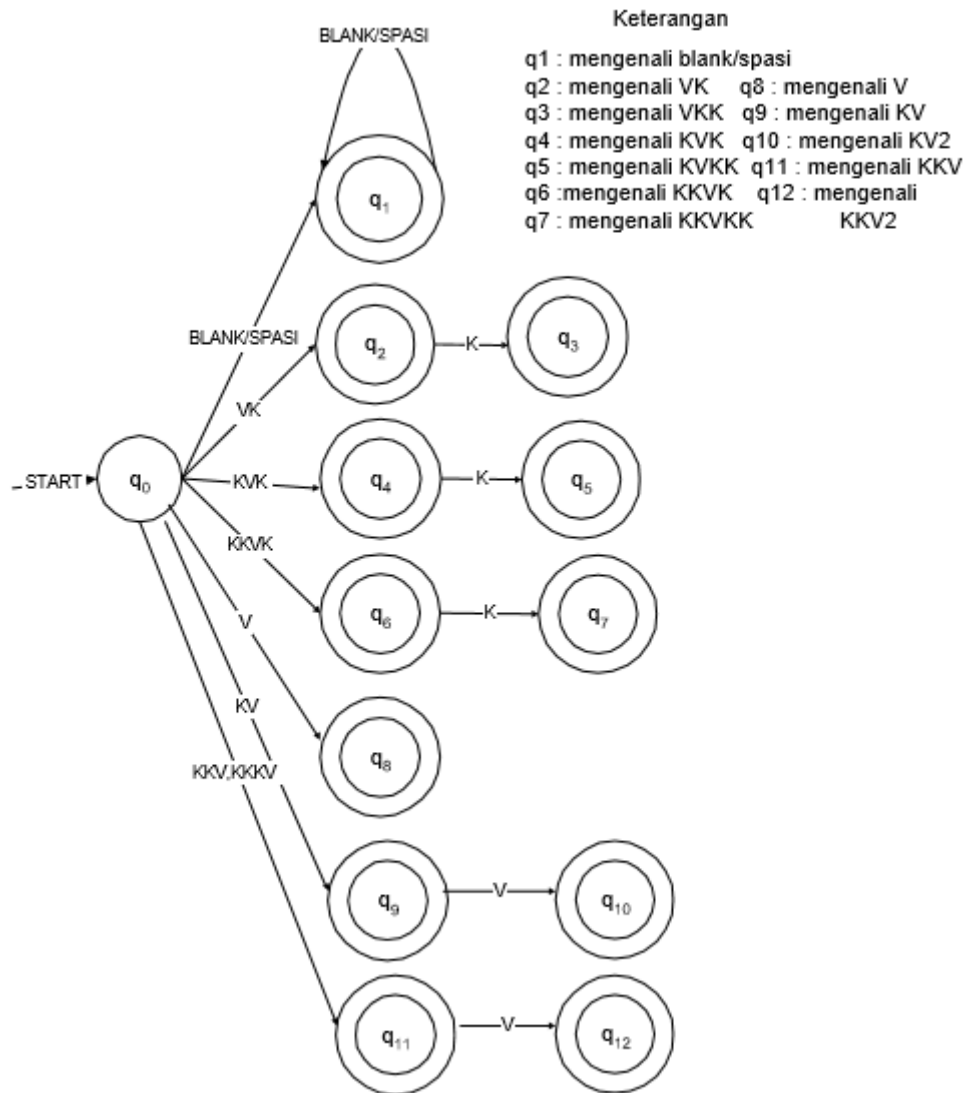 Keterangan
BLANK/SPASI
q1 : mengenali blank/spasi
q2 : mengenali VK q8 : mengenali V
q3 : mengenali VKK q9 : mengenali KV
q4 : mengenali KVK q10 : mengenali KV2
q5 : mengenali KVKK q11 : mengenali KKV
q6 :mengenali KKVK q12 : mengenali
q7 : mengenali KKVKK KKV2
q1
BLANK/SPASI
q2
K
q3
VK
START
q0
KVK
q4
K
q5
KKVK
q6
K
q7
V
q8
KV
KKV,KKKV
q9
V
q10
q11
V
q12